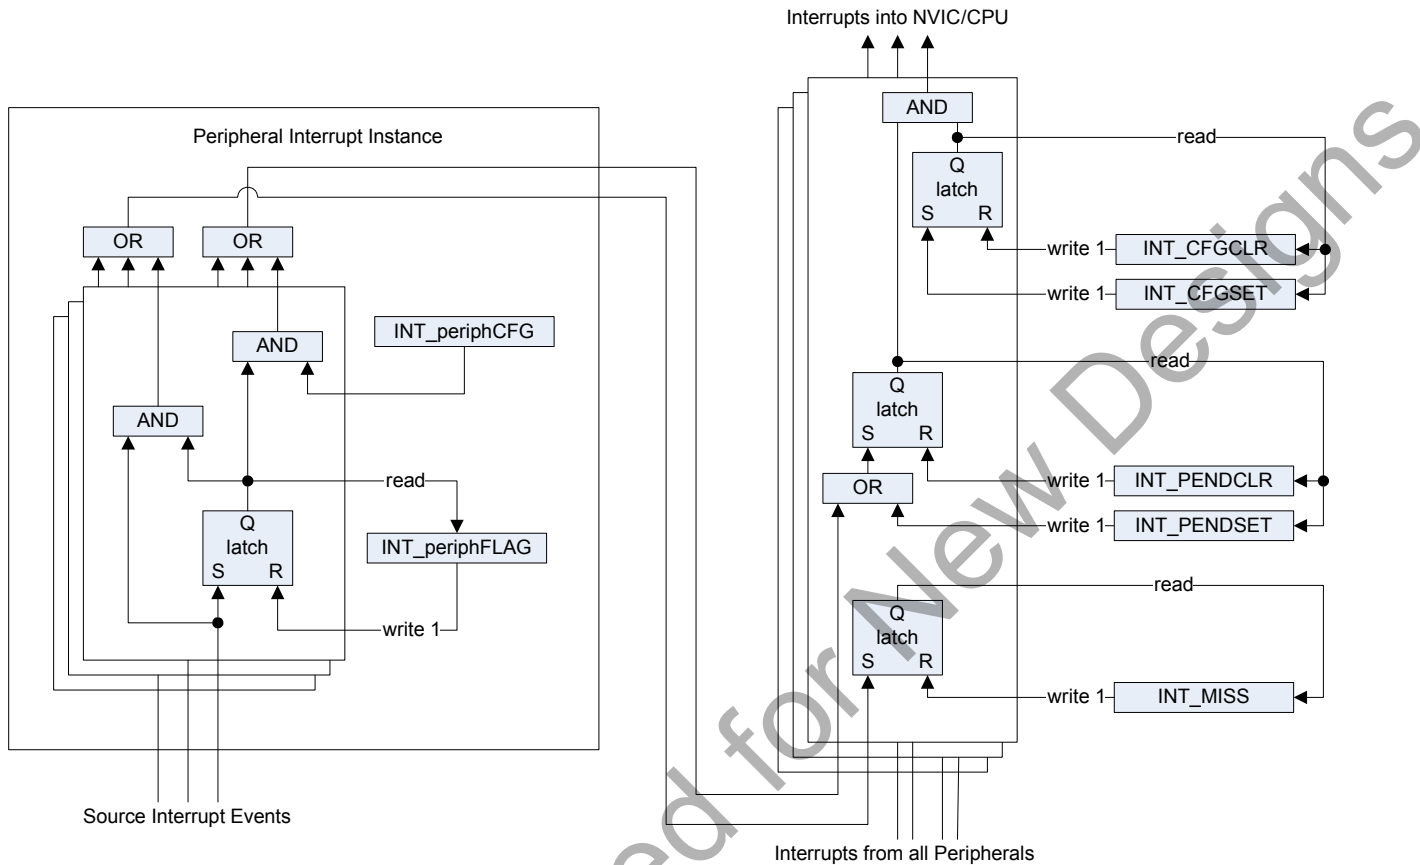 Interrupts into NVIC/CPU
Peripheral Interrupt Instance
OR
OR
AND
INT_periphCFG
AND
read
Q
latch
S R
INT_periphFLAG
write 1
Source Interrupt Events
AND
read
Q
latch
S R
write 1 INT_CFGCLR
write 1 INT_CFGSET
read
Q
latch
S R
OR
write 1 INT_PENDCLR
write 1 INT_PENDSET
read
Q
latch
S R
write 1 INT_MISS
Interrupts from all Peripherals
ed for New Designs